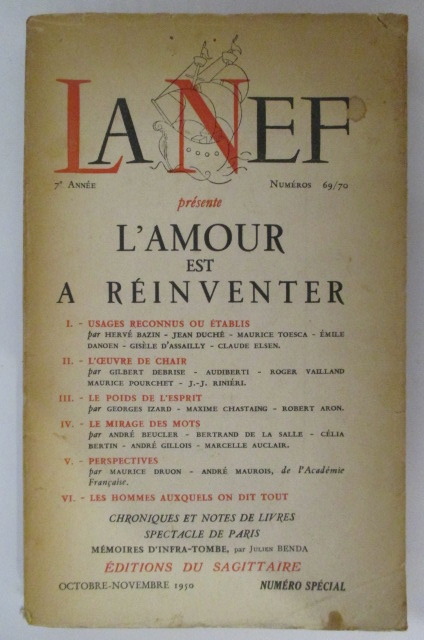 LA NEF
7e ANNÉE NUMÉROS 69/70
présente
L'AMOUR
EST
A RÉINVENTER
I. - USAGES RECONNUS OU ÉTABLIS
par HERVÉ BAZIN - JEAN DUCHÉ - MAURICE TOESCA - ÉMILE
DANOEN - GISÈLE D'ASSAILLY - CLAUDE ELSEN.
II. - L'ŒUVRE DE CHAIR
par GILBERT DEBRISE - AUDIBERTI - ROGER VAILLAND
MAURICE POURCHET - J.-J. RINIÉRI.
III. - LE POIDS DE L'ESPRIT
par GEORGES IZARD - MAXIME CHASTAING - ROBERT ARON.
IV. - LE MIRAGE DES MOTS
par ANDRÉ BEUCLER - BERTRAND DE LA SALLE - CÉLIA
BERTIN - ANDRÉ GILLOIS - MARCELLE AUCLAIR.
V. - PERSPECTIVES
par MAURICE DRUON - ANDRÉ MAUROIS, de l'Académie
Française.
VI. - LES HOMMES AUXQUELS ON DIT TOUT
CHRONIQUES ET NOTES DE LIVRES
SPECTACLE DE PARIS
MÉMOIRES D'INFRA-TOMBE, par JULIEN BENDA
ÉDITIONS DU SAGITTAIRE
OCTOBRE-NOVEMBRE 1950 NUMÉRO SPÉCIAL